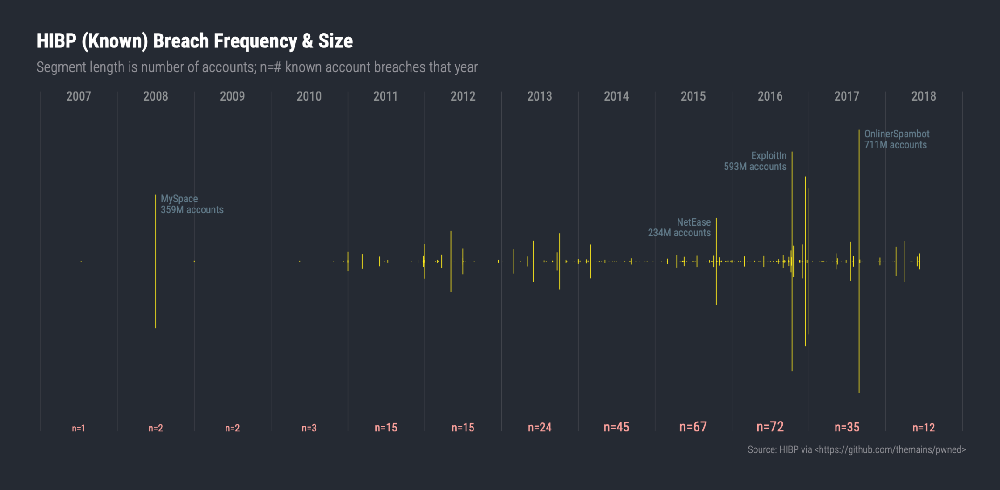 HIBP (Known) Breach Frequency & Size
Segment length is number of accounts; n=# known account breaches that year
2007 2008 2009 2010 2011 2012 2013 2014 2015 2016 2017 2018
OnlinerSpambot
711M accounts
ExploitIn
593M accounts
MySpace
359M accounts
NetEase
234M accounts
n=1 n=2 n=2 n=3 n=15 n=15 n=24 n=45 n=67 n=72 n=35 n=12
Source: HIBP via <https://github.com/themains/pwned>